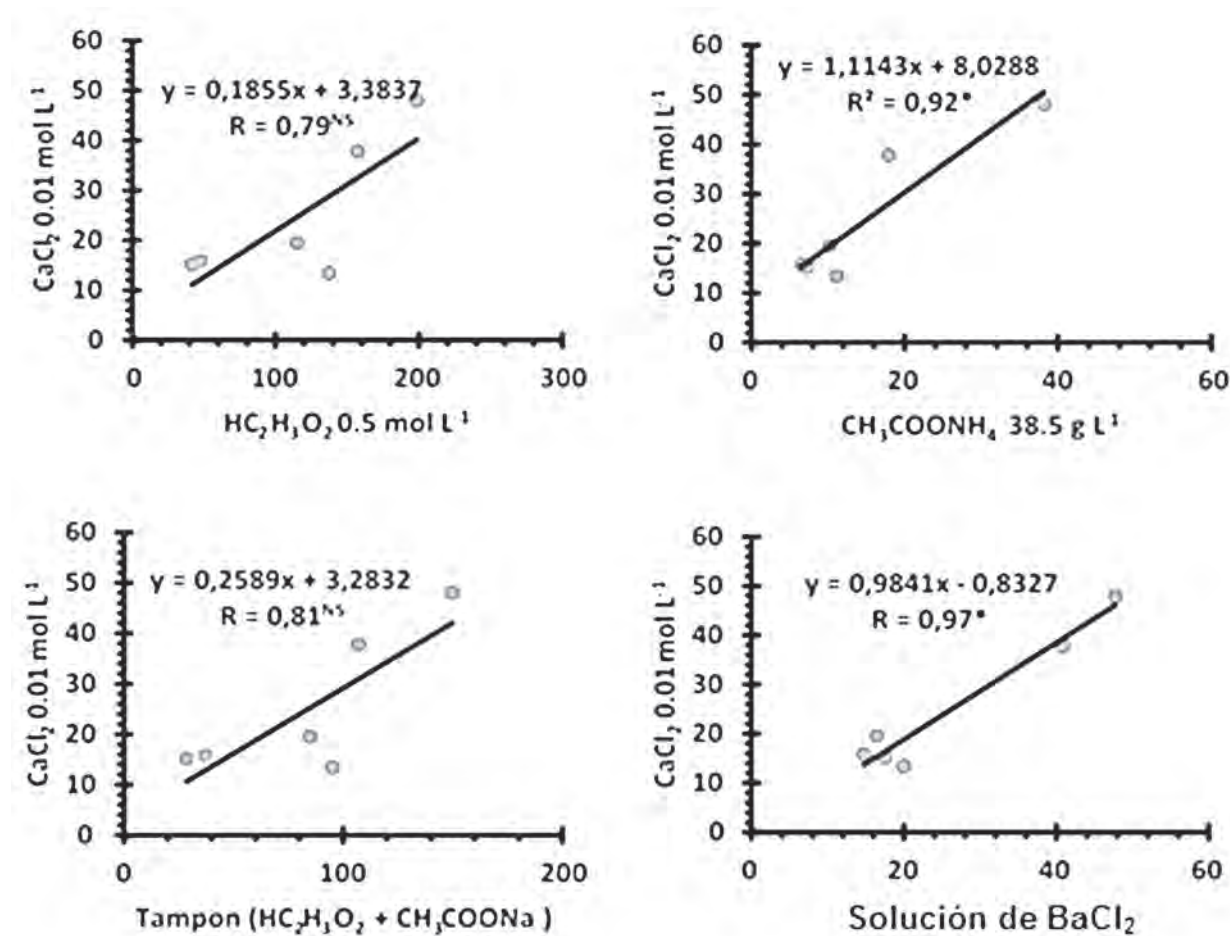 60
50
40
30
20
10
0
CaCl₂ 0.01 mol L⁻¹
y = 0,1855x + 3,3837
R = 0,79ᴺˢ
0 100 200 300
HC₂H₃O₂ 0.5 mol L⁻¹
60
50
40
30
20
10
0
CaCl₂ 0.01 mol L⁻¹
y = 1,1143x + 8,0288
R² = 0,92*
0 20 40 60
CH₃COONH₄ 38.5 g L⁻¹
60
50
40
30
20
10
0
CaCl₂ 0.01 mol L⁻¹
y = 0,2589x + 3,2832
R = 0,81ᴺˢ
0 100 200
Tampon (HC₂H₃O₂ + CH₃COONa )
60
50
40
30
20
10
0
CaCl₂ 0.01 mol L⁻¹
y = 0,9841x - 0,8327
R = 0,97*
0 20 40 60
Solución de BaCl₂